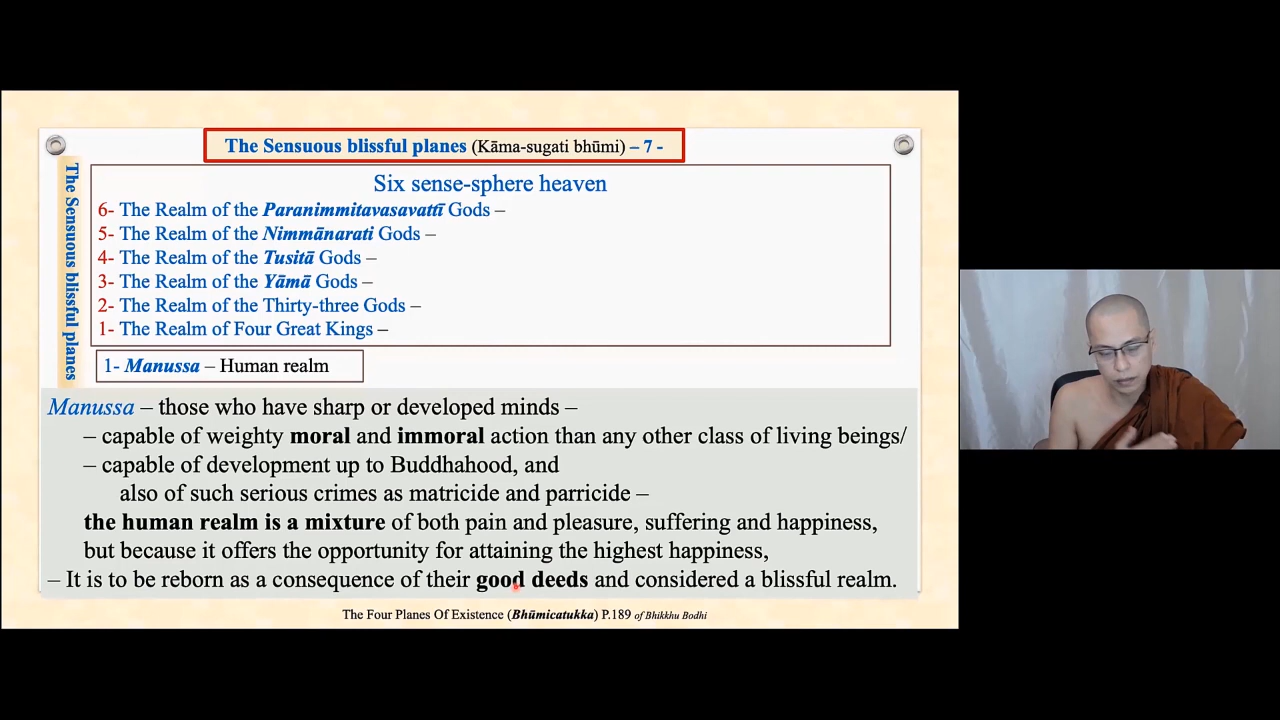 The Sensuous blissful planes (Kāma-sugati bhūmi) – 7 -
The Sensuous blissful planes
Six sense-sphere heaven
6- The Realm of the Paranimmitavasavattī Gods –
5- The Realm of the Nimmānarati Gods –
4- The Realm of the Tusitā Gods –
3- The Realm of the Yāmā Gods –
2- The Realm of the Thirty-three Gods –
1- The Realm of Four Great Kings –
1- Manussa – Human realm
Manussa – those who have sharp or developed minds –
– capable of weighty moral and immoral action than any other class of living beings/
– capable of development up to Buddhahood, and
also of such serious crimes as matricide and parricide –
the human realm is a mixture of both pain and pleasure, suffering and happiness,
but because it offers the opportunity for attaining the highest happiness,
– It is to be reborn as a consequence of their good deeds and considered a blissful realm.
The Four Planes Of Existence (Bhūmicatukka) P.189 of Bhikkhu Bodhi